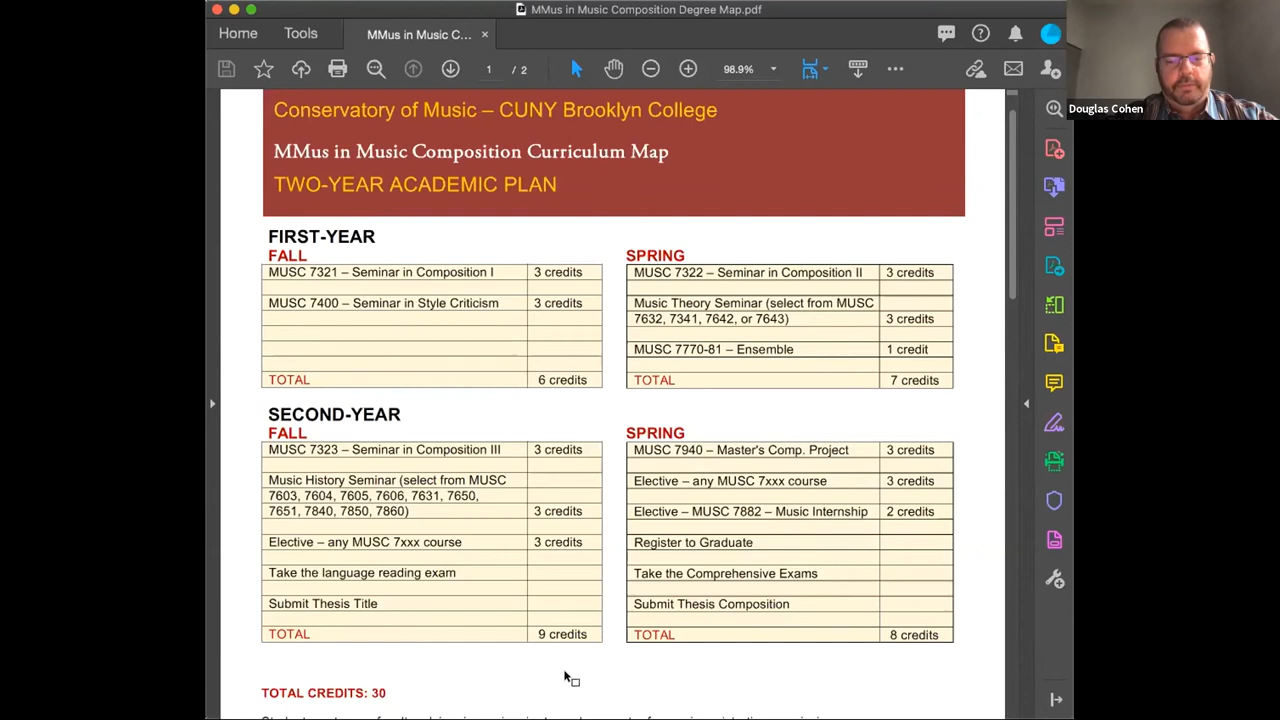 MMus in Music Composition Degree Map.pdf
Home
Tools
MMus in Music C...
×
1 / 2
98.9%
Douglas Cohen
Conservatory of Music – CUNY Brooklyn College
MMus in Music Composition Curriculum Map
TWO-YEAR ACADEMIC PLAN
FIRST-YEAR
FALL
MUSC 7321 – Seminar in Composition I 3 credits
MUSC 7400 – Seminar in Style Criticism 3 credits
TOTAL 6 credits
SPRING
MUSC 7322 – Seminar in Composition II 3 credits
Music Theory Seminar (select from MUSC
7632, 7341, 7642, or 7643) 3 credits
MUSC 7770-81 – Ensemble 1 credit
TOTAL 7 credits
SECOND-YEAR
FALL
MUSC 7323 – Seminar in Composition III 3 credits
Music History Seminar (select from MUSC
7603, 7604, 7605, 7606, 7631, 7650,
7651, 7840, 7850, 7860) 3 credits
Elective – any MUSC 7xxx course 3 credits
Take the language reading exam
Submit Thesis Title
TOTAL 9 credits
SPRING
MUSC 7940 – Master's Comp. Project 3 credits
Elective – any MUSC 7xxx course 3 credits
Elective – MUSC 7882 – Music Internship 2 credits
Register to Graduate
Take the Comprehensive Exams
Submit Thesis Composition
TOTAL 8 credits
TOTAL CREDITS: 30